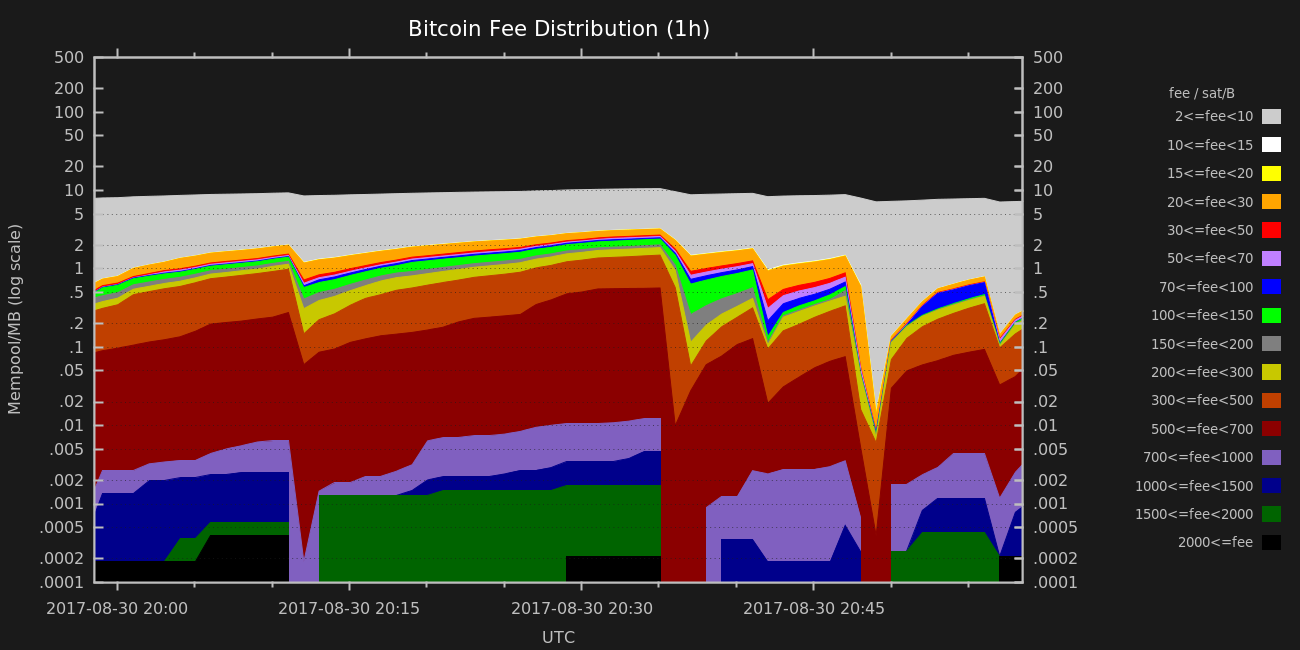 Bitcoin Fee Distribution (1h)
500
200
100
50
20
10
5
2
1
.5
.2
.1
.05
.02
.01
.005
.002
.001
.0005
.0002
.0001
Mempool/MB (log scale)
500
200
100
50
20
10
5
2
1
.5
.2
.1
.05
.02
.01
.005
.002
.001
.0005
.0002
.0001
2017-08-30 20:00
2017-08-30 20:15
2017-08-30 20:30
2017-08-30 20:45
UTC
fee / sat/B
2<=fee<10
10<=fee<15
15<=fee<20
20<=fee<30
30<=fee<50
50<=fee<70
70<=fee<100
100<=fee<150
150<=fee<200
200<=fee<300
300<=fee<500
500<=fee<700
700<=fee<1000
1000<=fee<1500
1500<=fee<2000
2000<=fee